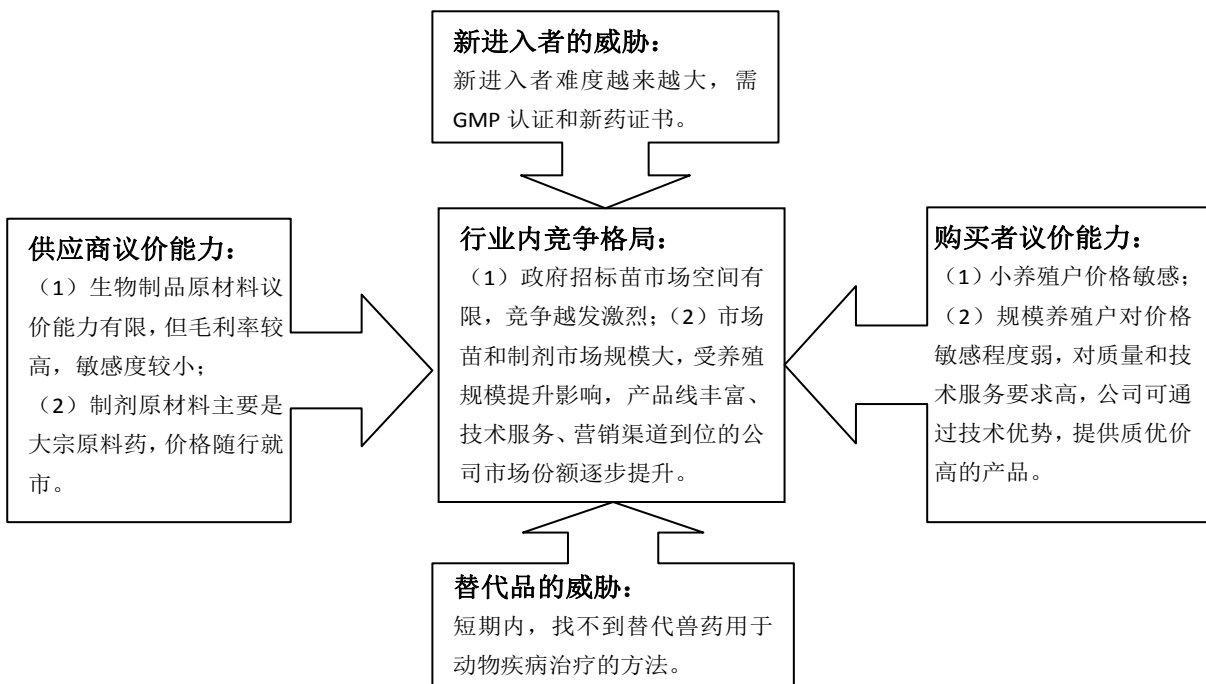 新进入者的威胁：
新进入者难度越来越大，需
GMP 认证和新药证书。
供应商议价能力：
（1）生物制品原材料议
价能力有限，但毛利率较
高，敏感度较小；
（2）制剂原材料主要是
大宗原料药，价格随行就
市。
行业内竞争格局：
（1）政府招标苗市场空间有
限，竞争越发激烈；（2）市场
苗和制剂市场规模大，受养殖
规模提升影响，产品线丰富、
技术服务、营销渠道到位的公
司市场份额逐步提升。
购买者议价能力：
（1）小养殖户价格敏感；
（2）规模养殖户对价格
敏感程度弱，对质量和技
术服务要求高，公司可通
过技术优势，提供质优价
高的产品。
替代品的威胁：
短期内，找不到替代兽药用于
动物疾病治疗的方法。